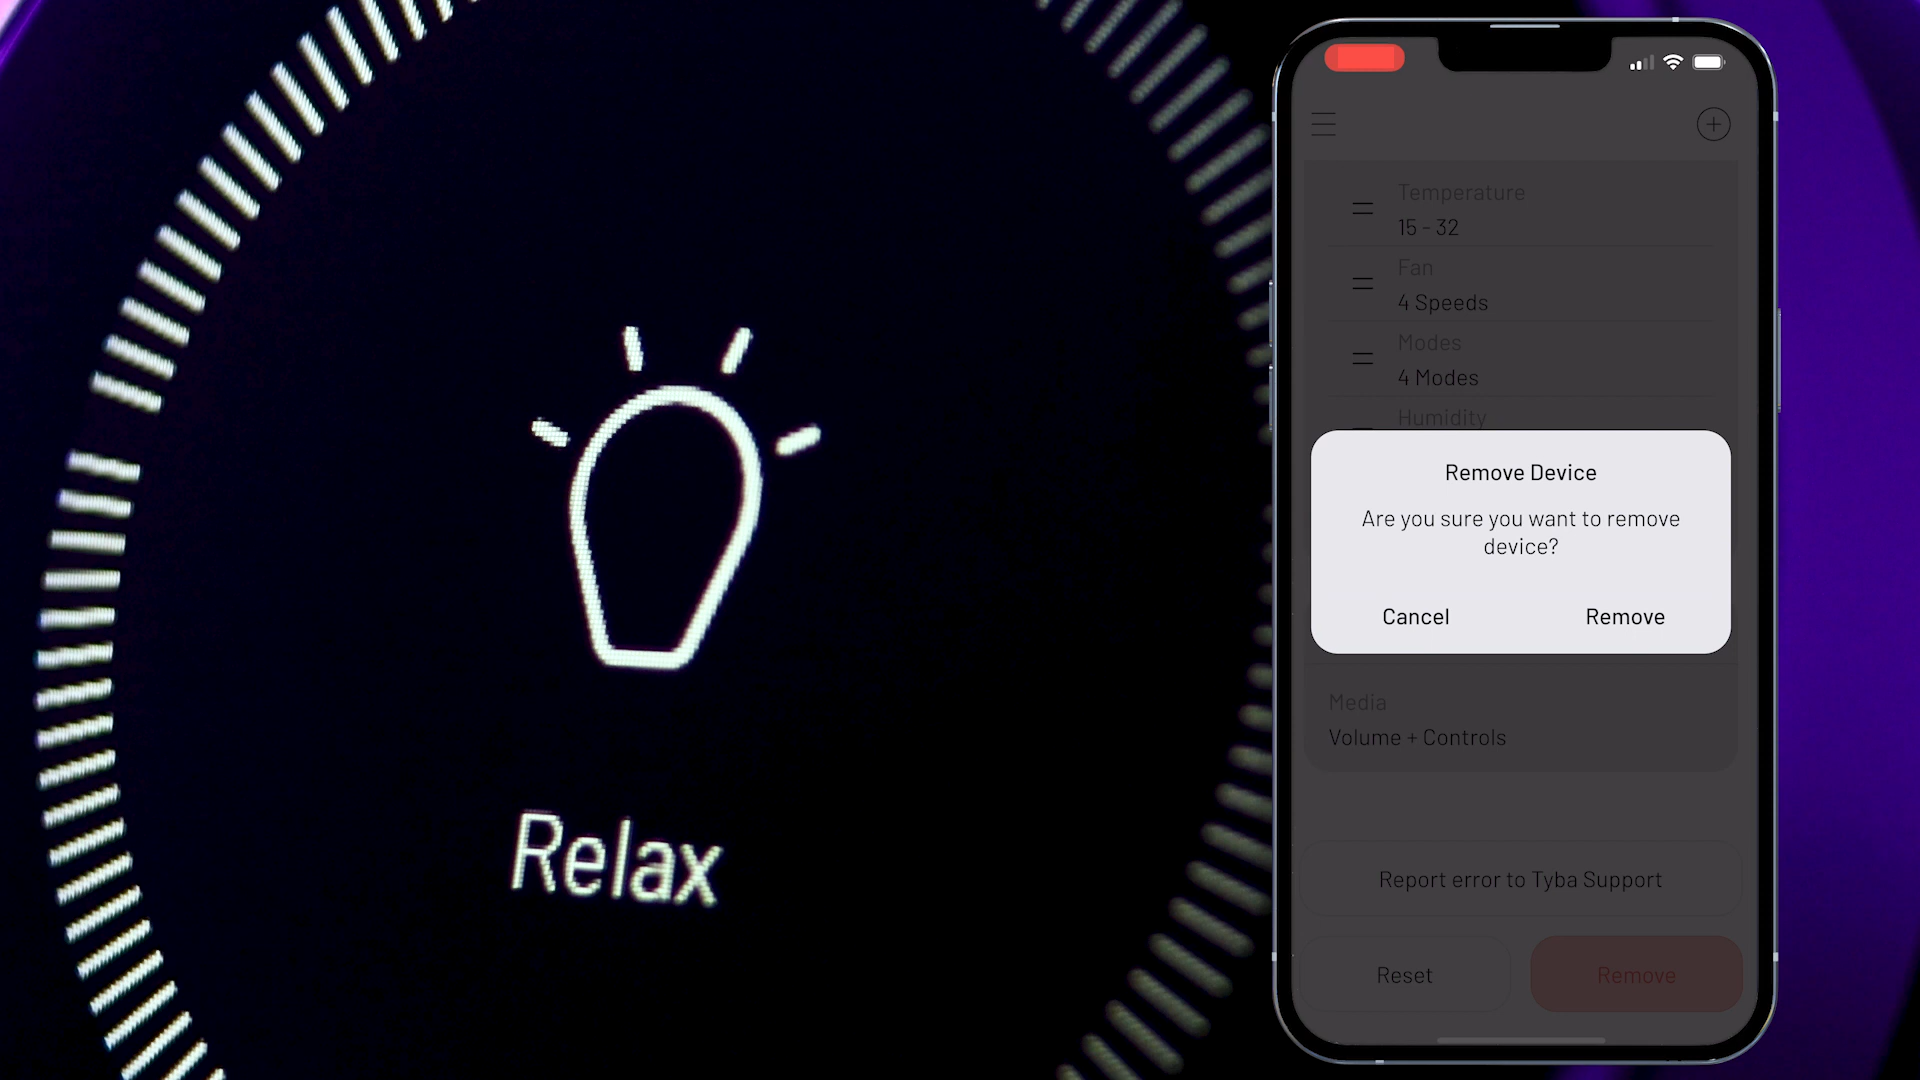 Relax
Temperature
15 - 32
Fan
4 Speeds
Modes
4 Modes
Humidity
Remove Device
Are you sure you want to remove
device?
Cancel
Remove
Media
Volume + Controls
Report error to Tyba Support
Reset
Remove